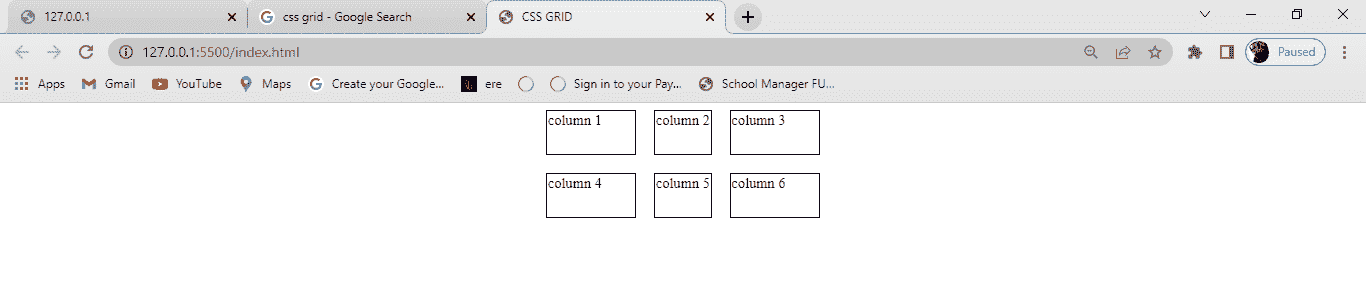 127.0.0.1
css grid - Google Search
CSS GRID
127.0.0.1:5500/index.html
Paused
Apps
Gmail
YouTube
Maps
Create your Google...
ere
Sign in to your Pay...
School Manager FU...
column 1
column 2
column 3
column 4
column 5
column 6